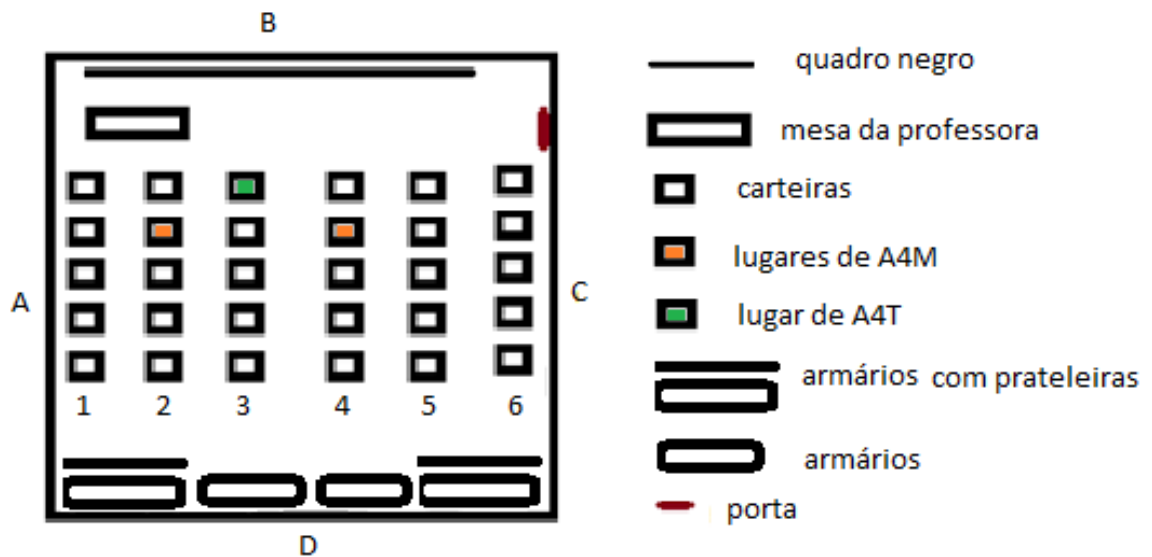 B
A
C
1 2 3 4 5 6
D
quadro negro
mesa da professora
carteiras
lugares de A4M
lugar de A4T
armários com prateleiras
armários
porta